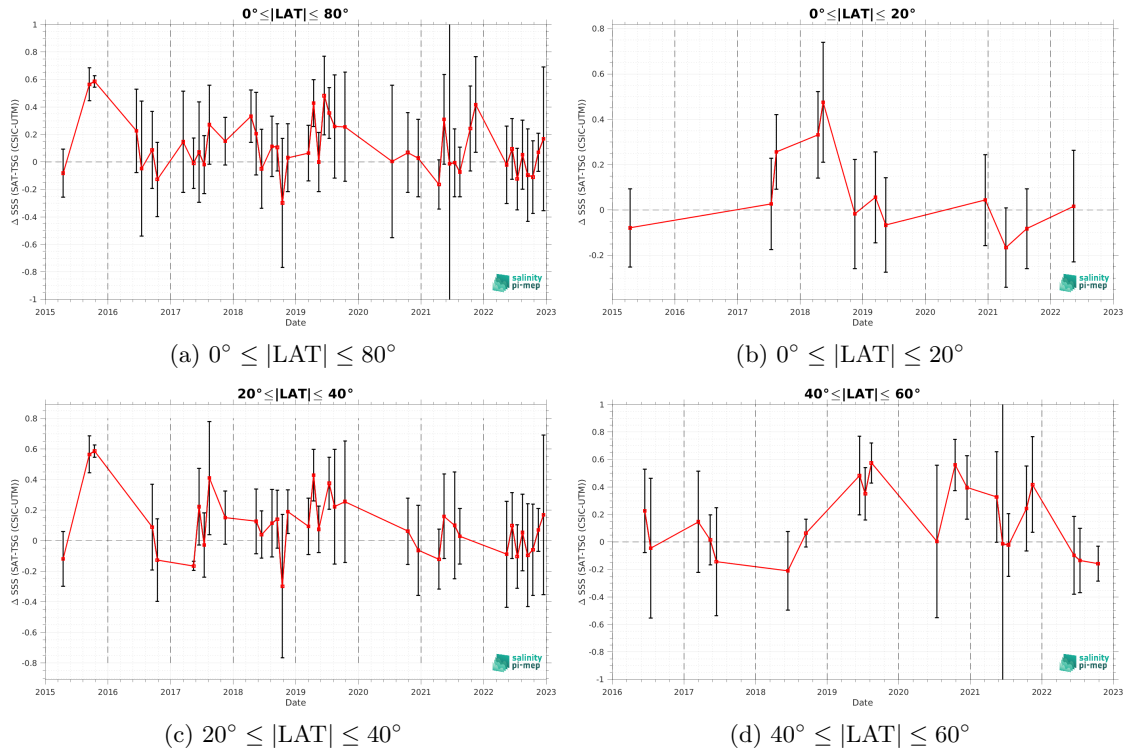 0°≤|LAT|≤ 80°
Δ SSS (SAT-TSG (CSIC-UTM))
1
0.8
0.6
0.4
0.2
0
-0.2
-0.4
-0.6
-0.8
-1
2015 2016 2017 2018 2019 2020 2021 2022 2023
Date
salinity
pi-mep
(a) 0° ≤ |LAT| ≤ 80°
0°≤|LAT|≤ 20°
Δ SSS (SAT-TSG (CSIC-UTM))
0.8
0.6
0.4
0.2
0
-0.2
2015 2016 2017 2018 2019 2020 2021 2022 2023
Date
salinity
pi-mep
(b) 0° ≤ |LAT| ≤ 20°
20°≤|LAT|≤ 40°
Δ SSS (SAT-TSG (CSIC-UTM))
0.8
0.6
0.4
0.2
0
-0.2
-0.4
-0.6
-0.8
2015 2016 2017 2018 2019 2020 2021 2022 2023
Date
salinity
pi-mep
(c) 20° ≤ |LAT| ≤ 40°
40°≤|LAT|≤ 60°
Δ SSS (SAT-TSG (CSIC-UTM))
1
0.8
0.6
0.4
0.2
0
-0.2
-0.4
-0.6
-0.8
-1
2016 2017 2018 2019 2020 2021 2022 2023
Date
salinity
pi-mep
(d) 40° ≤ |LAT| ≤ 60°